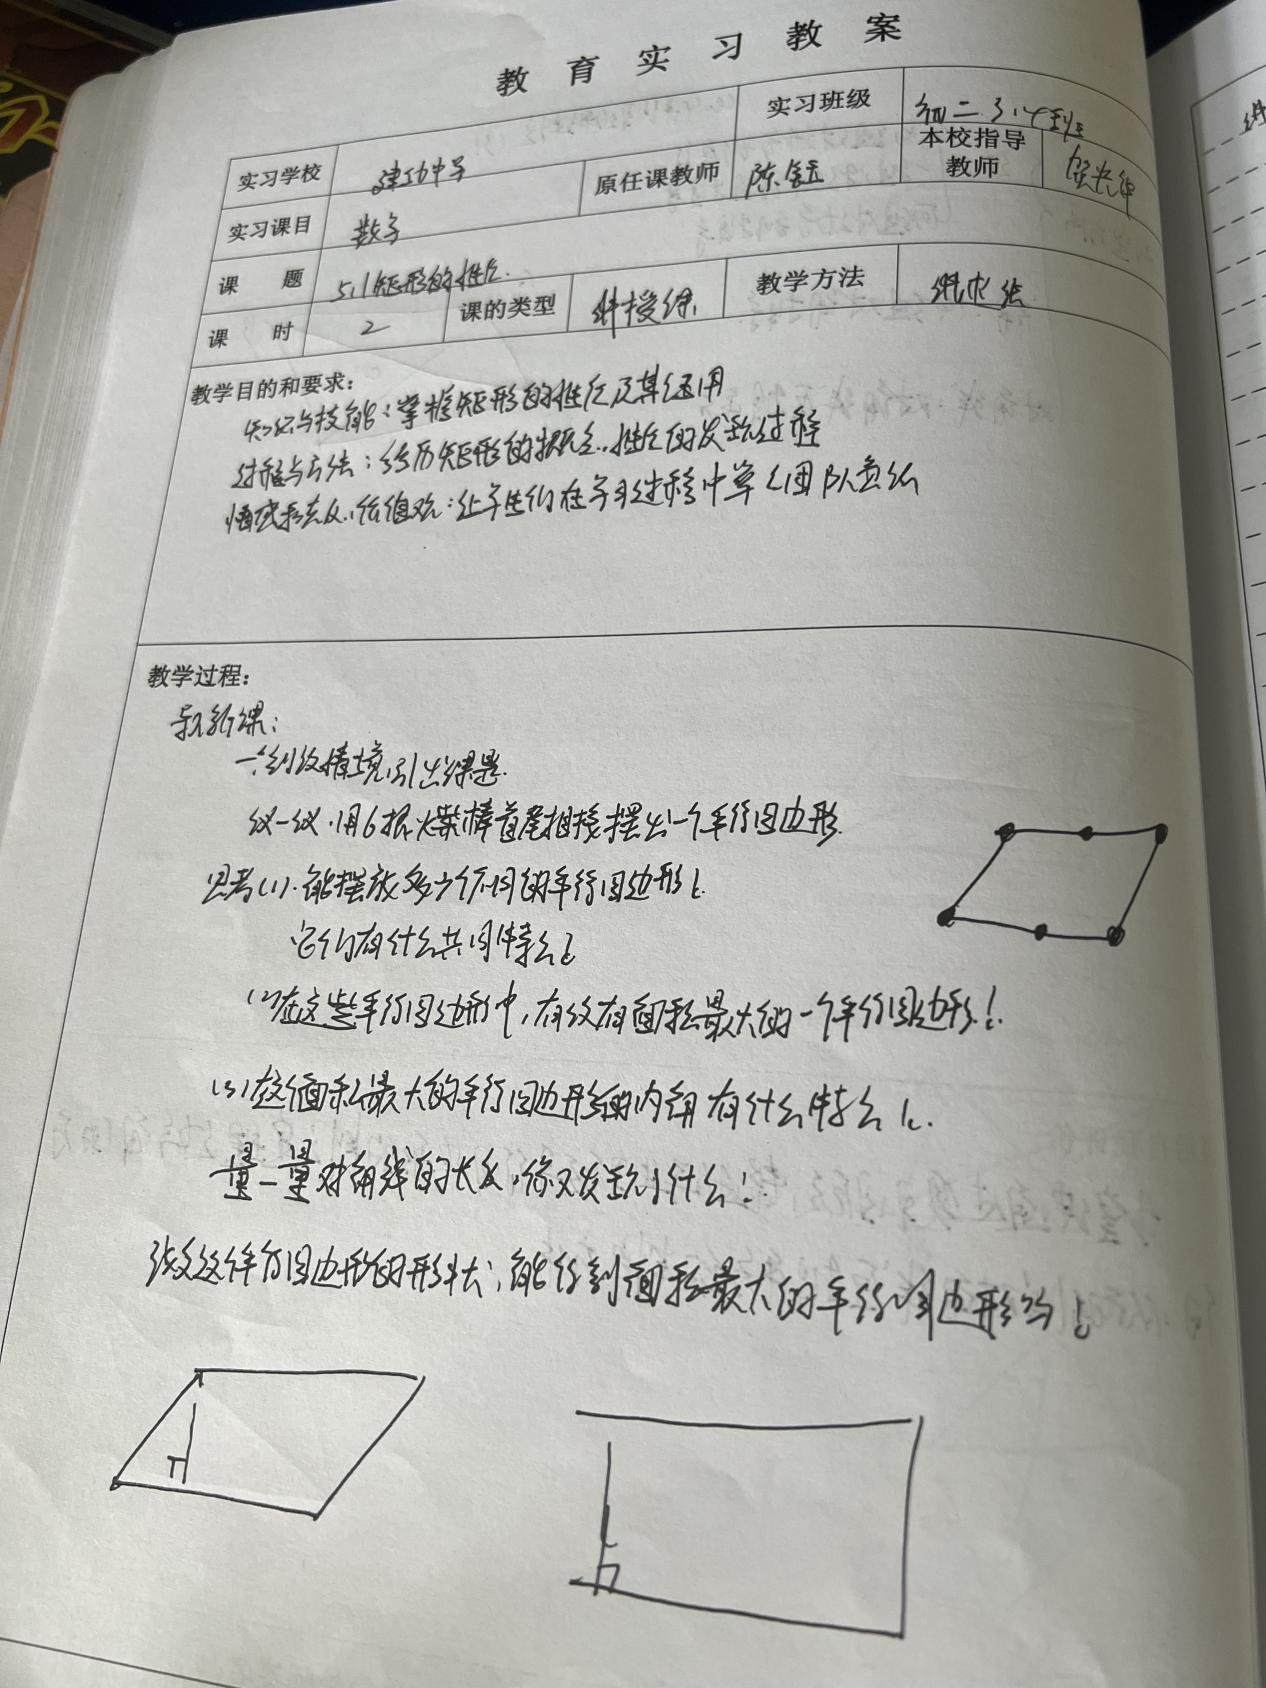 教育实习教案
实习班级 初二3、4班
实习学校 建功中学 原任课教师 陈钰 本校指导教师
实习课目 数学
课题 5.1矩形的性质
课时 2 课的类型 讲授课 教学方法
教学目的和要求：
知识与技能：掌握矩形的性质及其运用
过程与方法：经历矩形的概念、性质的发现过程
情感态度价值观：让学生们在学习过程中掌握团队
教学过程：
导入新课：
一、创设情境，引出课题.
议一议.用6根火柴棒首尾相接摆出一个平行四边形.
思考(1).能摆放多少个不同的平行四边形？
它们有什么共同特点？
(2)在这些平行四边形中，有没有面积最大的一个平行四边形？
(3)这个面积最大的平行四边形的内角有什么特点？
量一量对角线的长度.你又发现了什么？
改变这个平行四边形的形状，能得到面积最大的平行四边形吗？